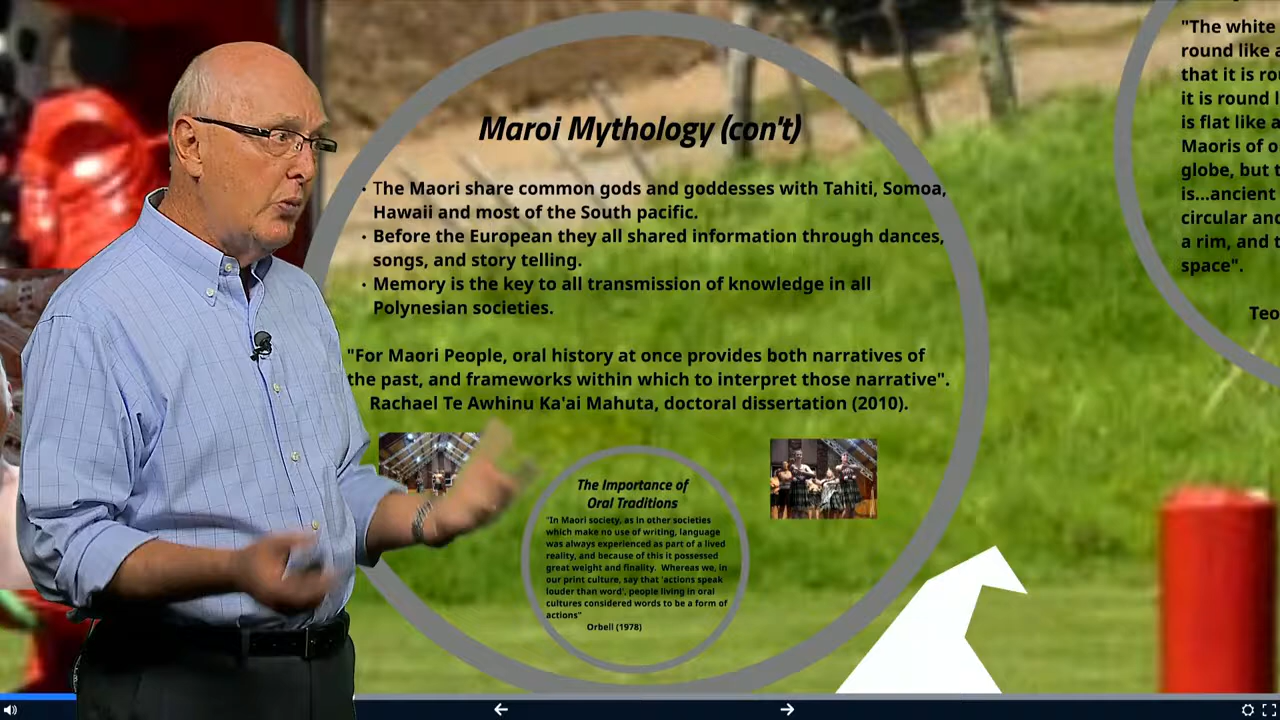 Maroi Mythology (con't)
• The Maori share common gods and goddesses with Tahiti, Somoa,
Hawaii and most of the South pacific.
• Before the European they all shared information through dances,
songs, and story telling.
• Memory is the key to all transmission of knowledge in all
Polynesian societies.
"For Maori People, oral history at once provides both narratives of
the past, and frameworks within which to interpret those narrative".
Rachael Te Awhinu Ka'ai Mahuta, doctoral dissertation (2010).
The Importance of
Oral Traditions
"In Maori society, as in other societies
which make no use of writing, language
was always experienced as part of a lived
reality, and because of this it possessed
great weight and finality. Whereas we, in
our print culture, say that 'actions speak
louder than word', people living in oral
cultures considered words to be a form of
actions"
Orbell (1978)
"The white
round like a
that it is rou
it is round l
is flat like a
Maoris of o
globe, but t
is...ancient
circular and
a rim, and t
space".
Teo